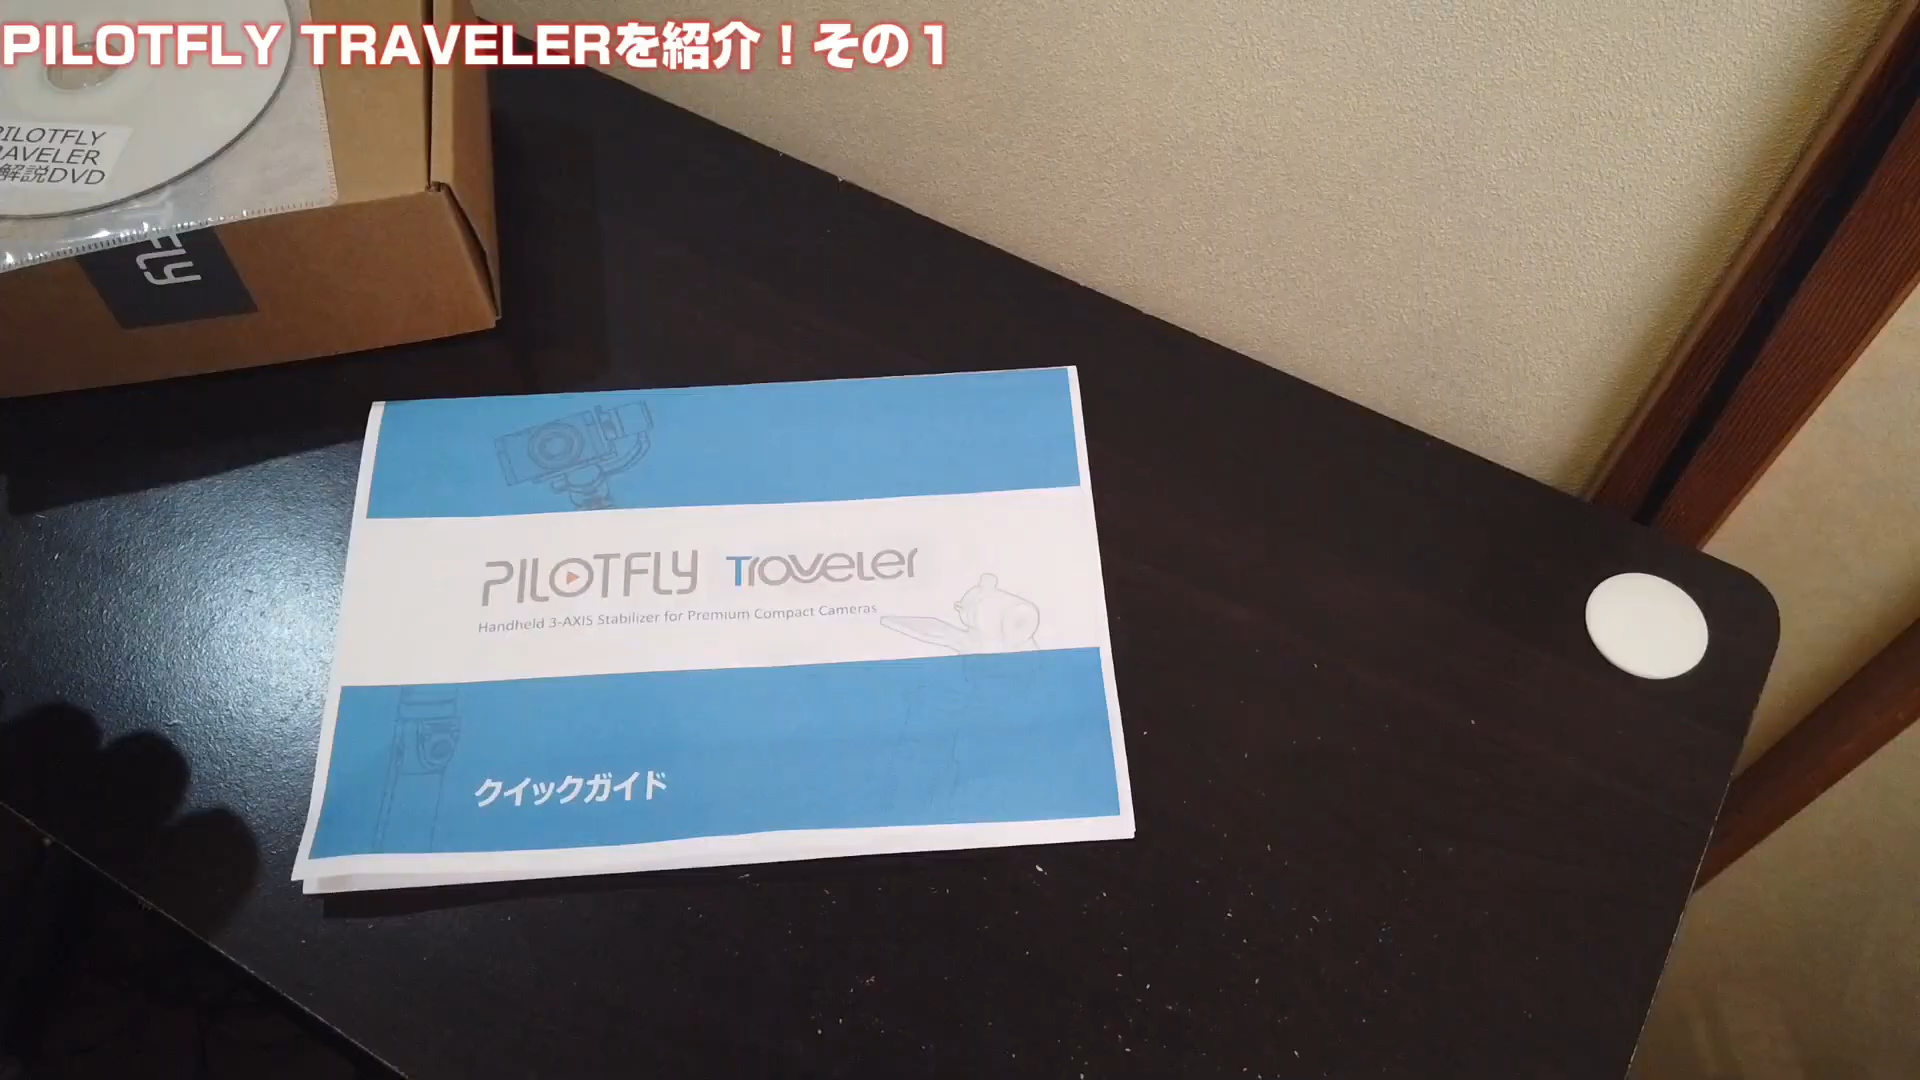 PILOTFLY TRAVELERを紹介！その１
PILOTFLY
TRAVELER
解説DVD
FLY
PILOTFLY Traveler
Handheld 3-AXIS Stabilizer for Premium Compact Cameras
クイックガイド